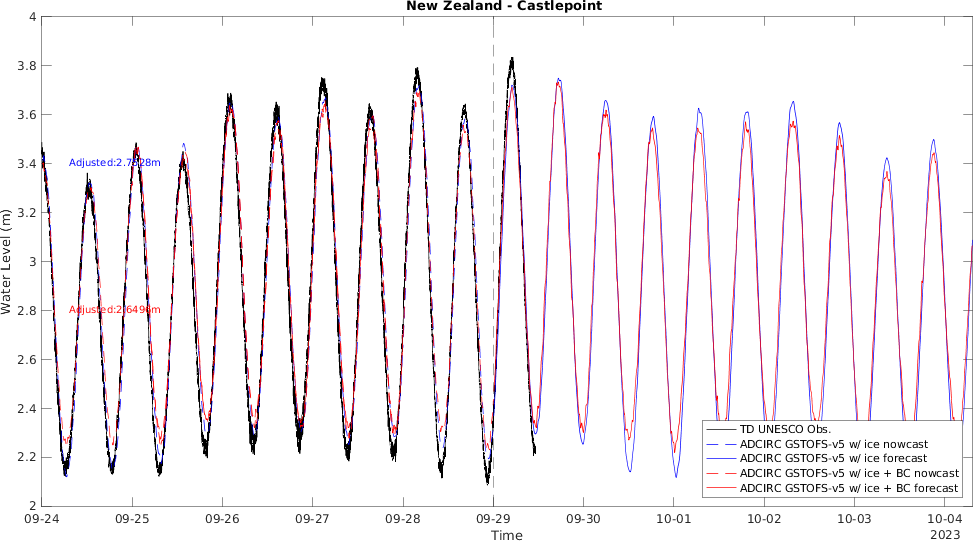 New Zealand - Castlepoint
4
3.8
3.6
3.4
3.2
3
2.8
2.6
2.4
2.2
2
Water Level (m)
Adjusted:2.7528m
Adjusted:2.6496m
TD UNESCO Obs.
ADCIRC GSTOFS-v5 w/ ice nowcast
ADCIRC GSTOFS-v5 w/ ice forecast
ADCIRC GSTOFS-v5 w/ ice + BC nowcast
ADCIRC GSTOFS-v5 w/ ice + BC forecast
09-24 09-25 09-26 09-27 09-28 09-29 09-30 10-01 10-02 10-03 10-04
Time
2023